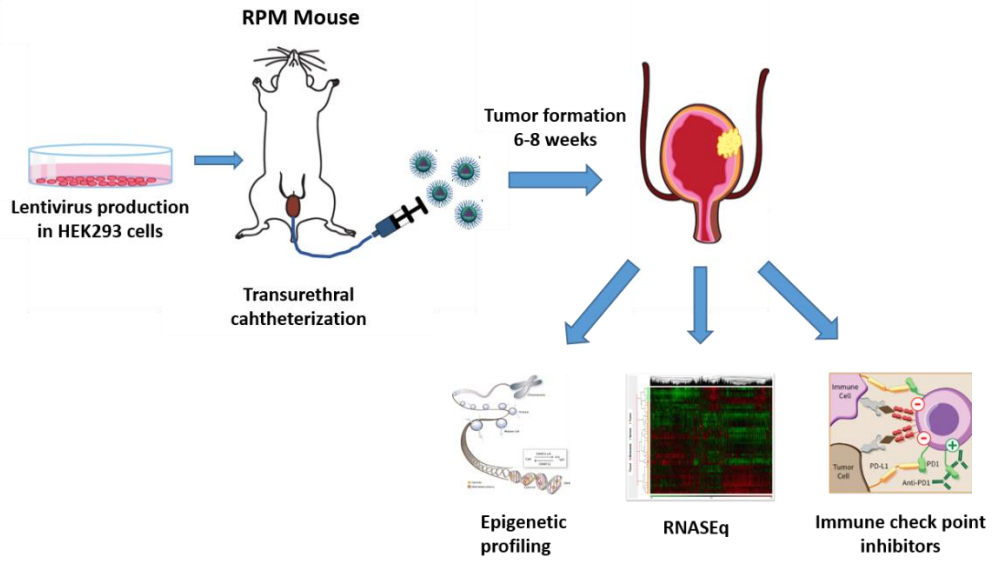 RPM Mouse
Tumor formation
6-8 weeks
Lentivirus production
in HEK293 cells
Transurethral
cahtheterization
Immune
Cell
Tumor
Cell
PD-L1
PD1
Anti-PD1
Epigenetic
profiling
RNASEq
Immune check point
inhibitors